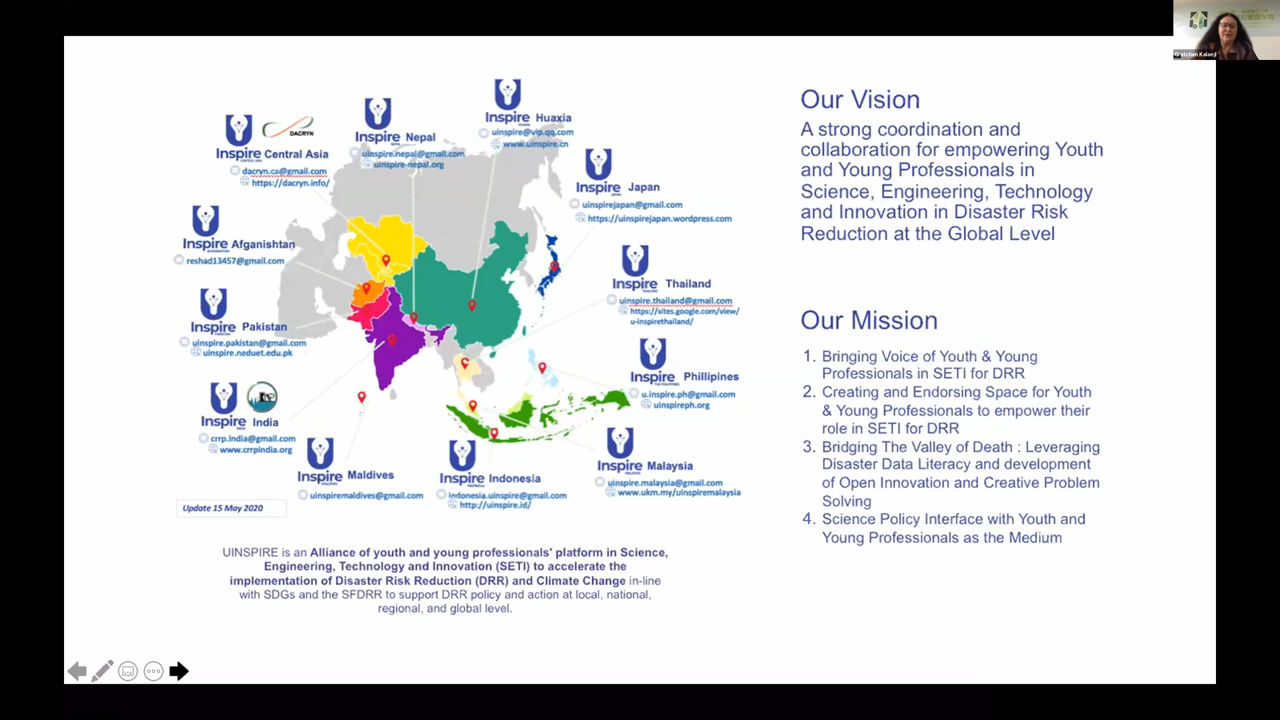 Gretchen Kalonji
Inspire Huaxia
uinspire@vip.qq.com
www.uinspire.cn
Inspire Nepal
uinspire.nepal@gmail.com
uinspire-nepal.org
DACRYN
Inspire Central Asia
dacryn.ca@gmail.com
https://dacryn.info/
Inspire Japan
uinspirejapan@gmail.com
https://uinspirejapan.wordpress.com
Inspire Afganishtan
reshad13457@gmail.com
Inspire Thailand
uinspire.thailand@gmail.com
https://sites.google.com/view/
u-inspirethailand/
Inspire Pakistan
uinspire.pakistan@gmail.com
uinspire.neduet.edu.pk
Inspire Phillipines
u.inspire.ph@gmail.com
uinspireph.org
Inspire India
crrp.india@gmail.com
www.crrpindia.org
Inspire Maldives
uinspiremaldives@gmail.com
Inspire Indonesia
indonesia.uinspire@gmail.com
http://uinspire.id/
Inspire Malaysia
uinspire.malaysia@gmail.com
www.ukm.my/uinspiremalaysia
Update 15 May 2020
UINSPIRE is an Alliance of youth and young professionals' platform in Science,
Engineering, Technology and Innovation (SETI) to accelerate the
implementation of Disaster Risk Reduction (DRR) and Climate Change in-line
with SDGs and the SFDRR to support DRR policy and action at local, national,
regional, and global level.
Our Vision
A strong coordination and
collaboration for empowering Youth
and Young Professionals in
Science, Engineering, Technology
and Innovation in Disaster Risk
Reduction at the Global Level
Our Mission
1. Bringing Voice of Youth & Young
Professionals in SETI for DRR
2. Creating and Endorsing Space for Youth
& Young Professionals to empower their
role in SETI for DRR
3. Bridging The Valley of Death : Leveraging
Disaster Data Literacy and development
of Open Innovation and Creative Problem
Solving
4. Science Policy Interface with Youth and
Young Professionals as the Medium